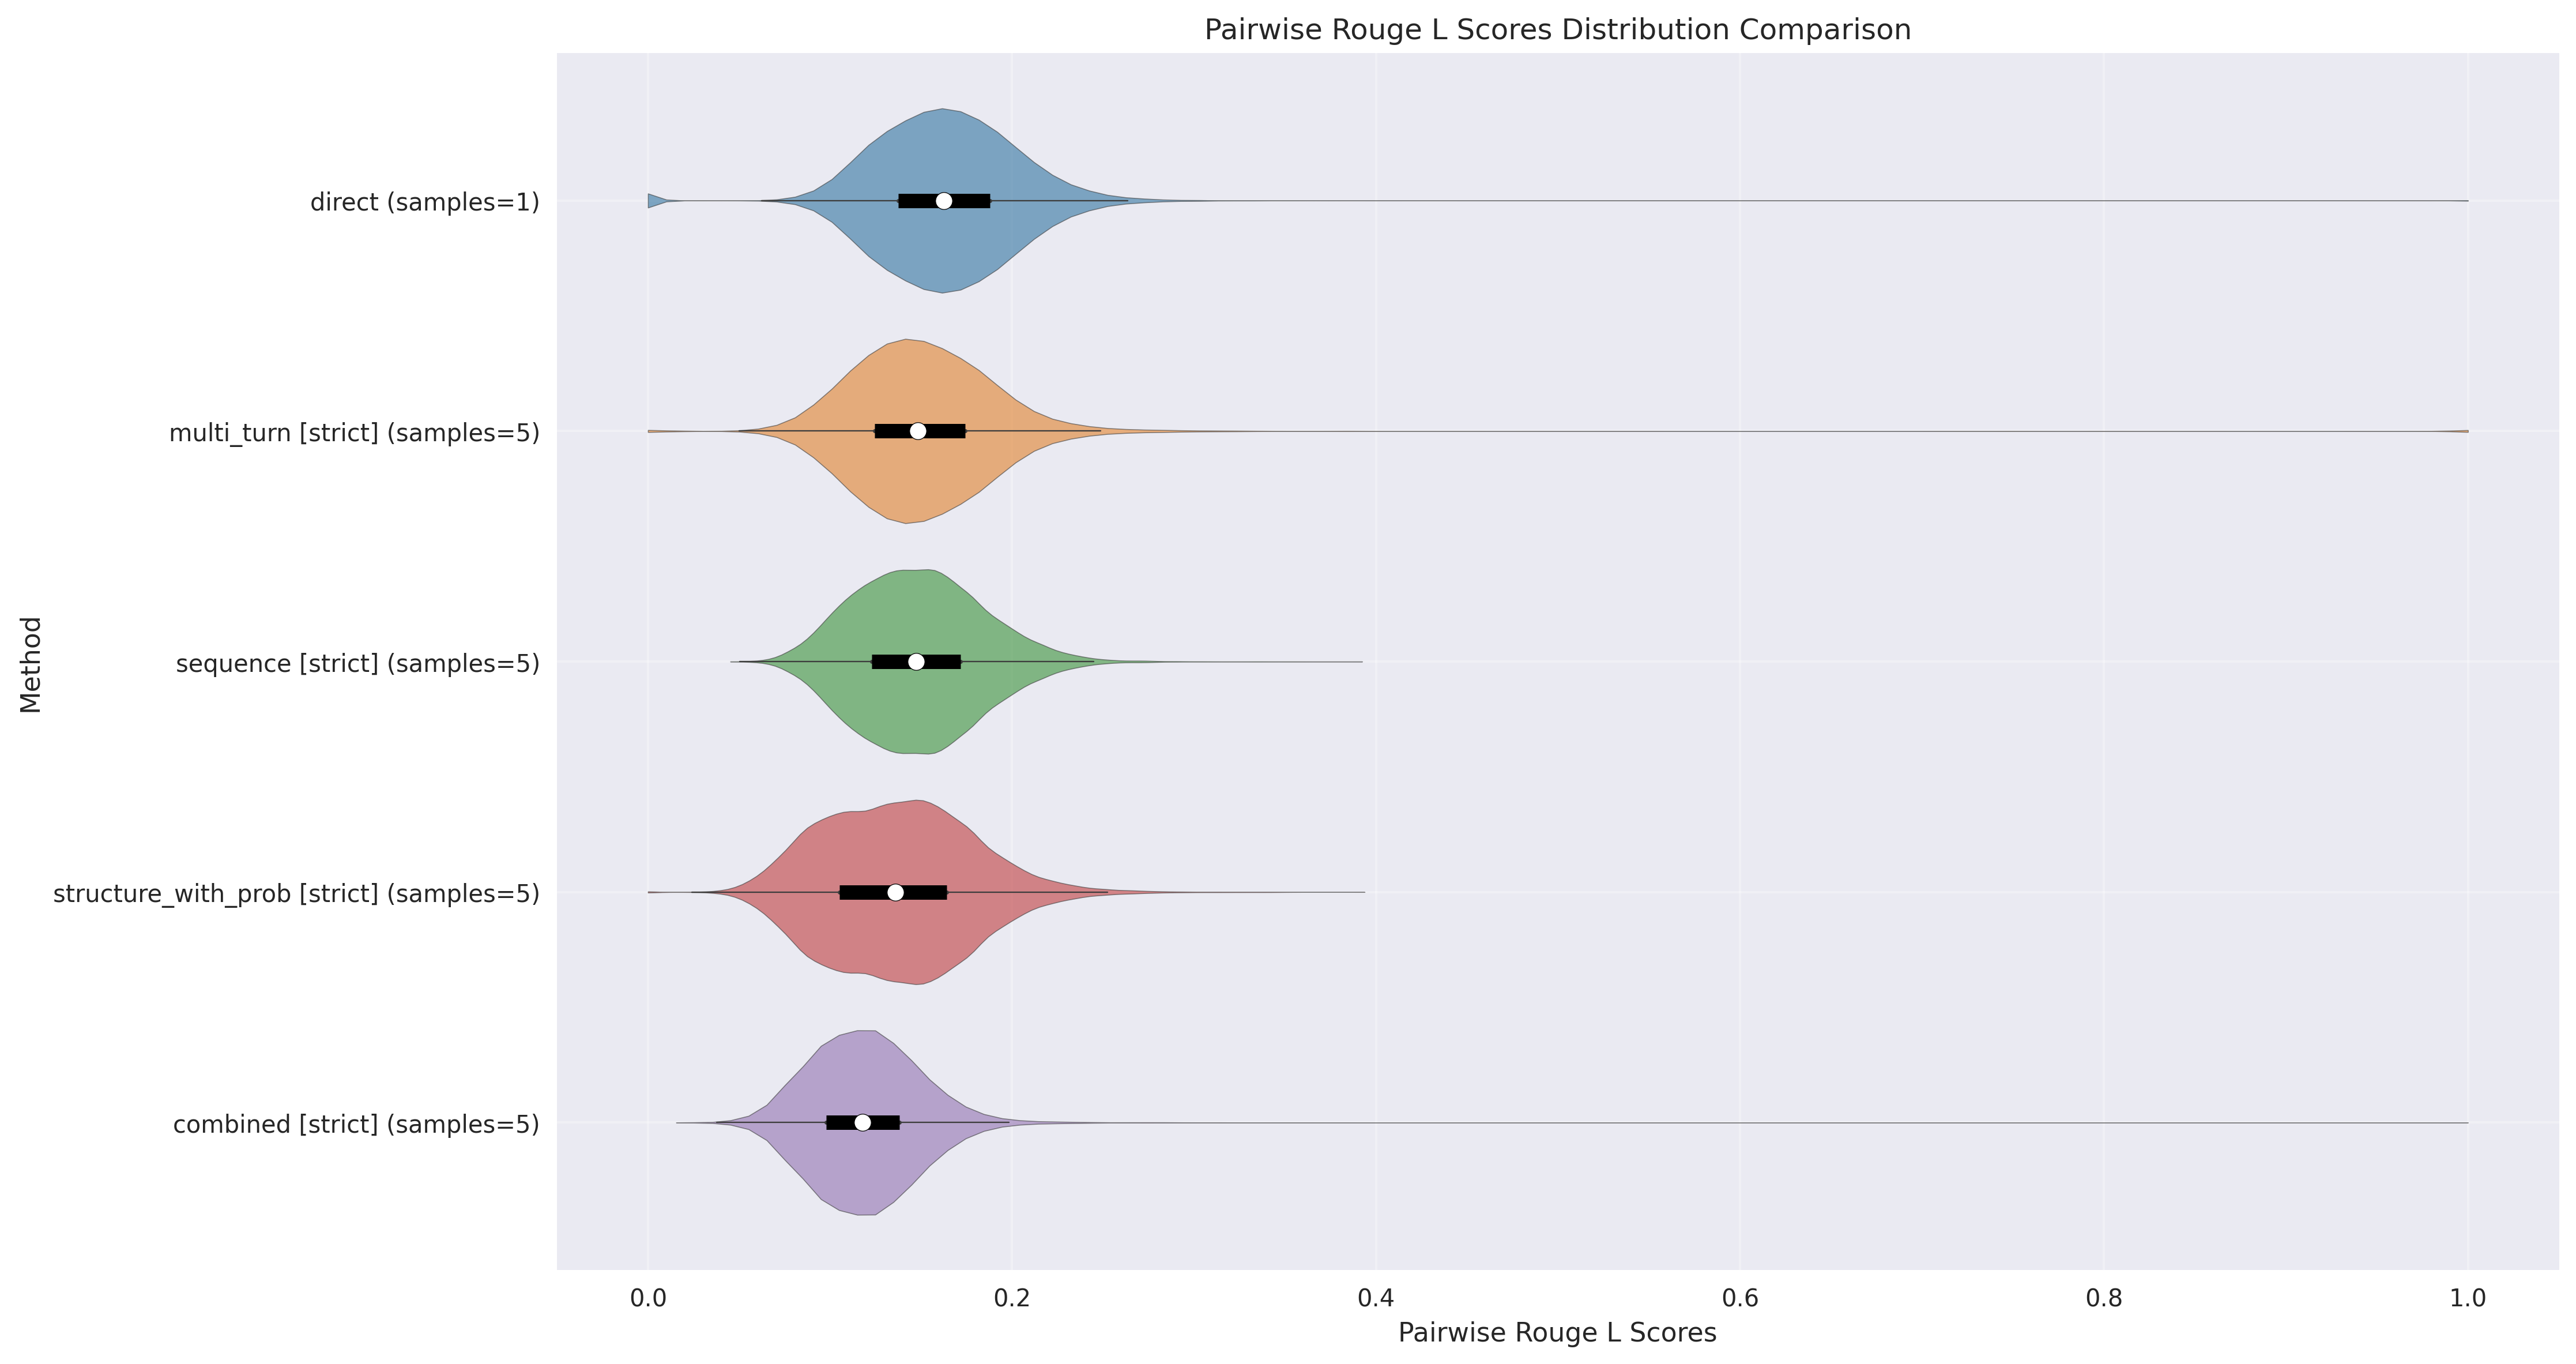 Pairwise Rouge L Scores Distribution Comparison
direct (samples=1)
multi_turn [strict] (samples=5)
sequence [strict] (samples=5)
structure_with_prob [strict] (samples=5)
combined [strict] (samples=5)
Method
0.0 0.2 0.4 0.6 0.8 1.0
Pairwise Rouge L Scores